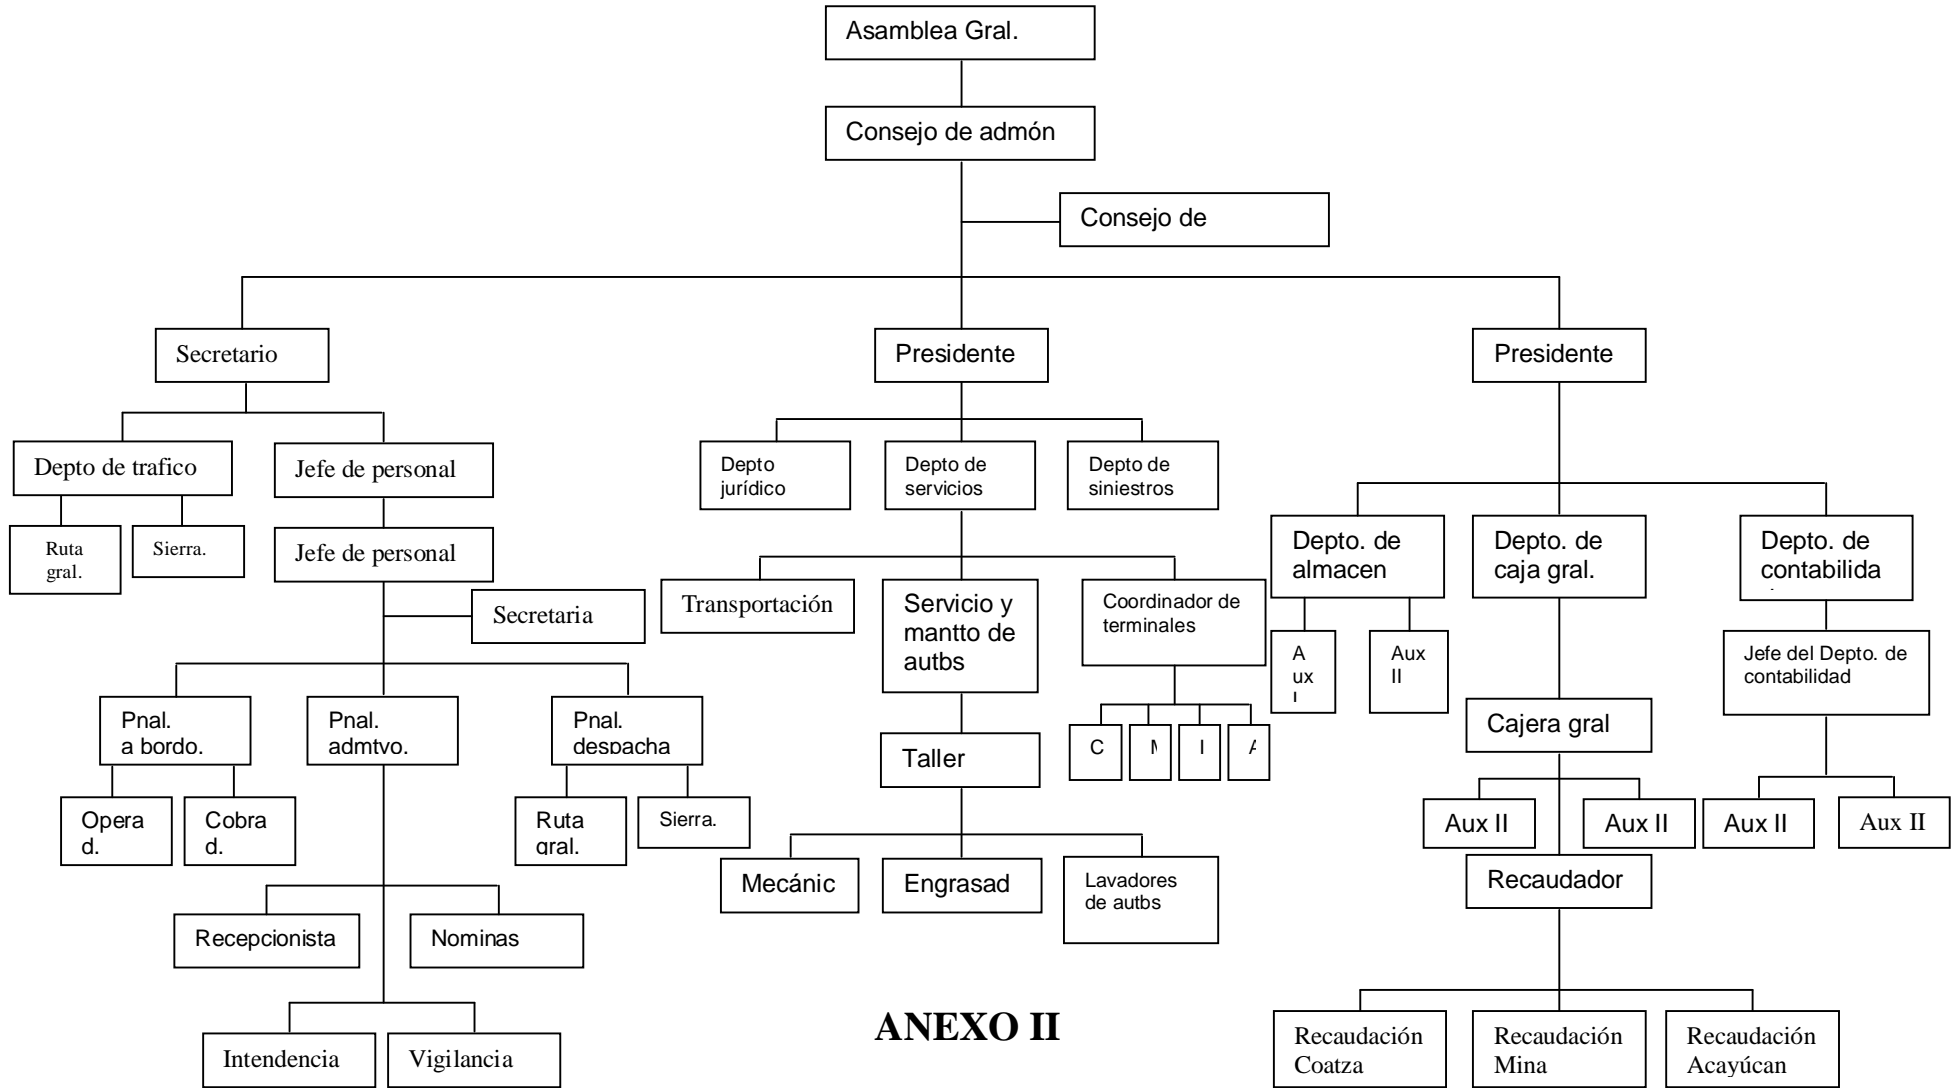 Asamblea Gral.
Consejo de admón
Consejo de
Secretario
Presidente
Presidente
Depto de trafico
Jefe de personal
Depto
jurídico
Depto de
servicios
Depto de
siniestros
Ruta
gral.
Sierra.
Jefe de personal
Depto. de
almacen
Depto. de
caja gral.
Depto. de
contabilida
Secretaria
Transportación
Servicio y
mantto de
autbs
Coordinador de
terminales
A
ux
Aux
II
Jefe del Depto. de
contabilidad
Pnal.
a bordo.
Pnal.
admtvo.
Pnal.
despacha
Cajera gral
Taller
C
I
Opera
d.
Cobra
d.
Ruta
gral.
Sierra.
Aux II
Aux II
Aux II
Aux II
Mecánic
Engrasad
Lavadores
de autbs
Recaudador
Recepcionista
Nominas
Intendencia
Vigilancia
ANEXO II
Recaudación
Coatza
Recaudación
Mina
Recaudación
Acayúcan